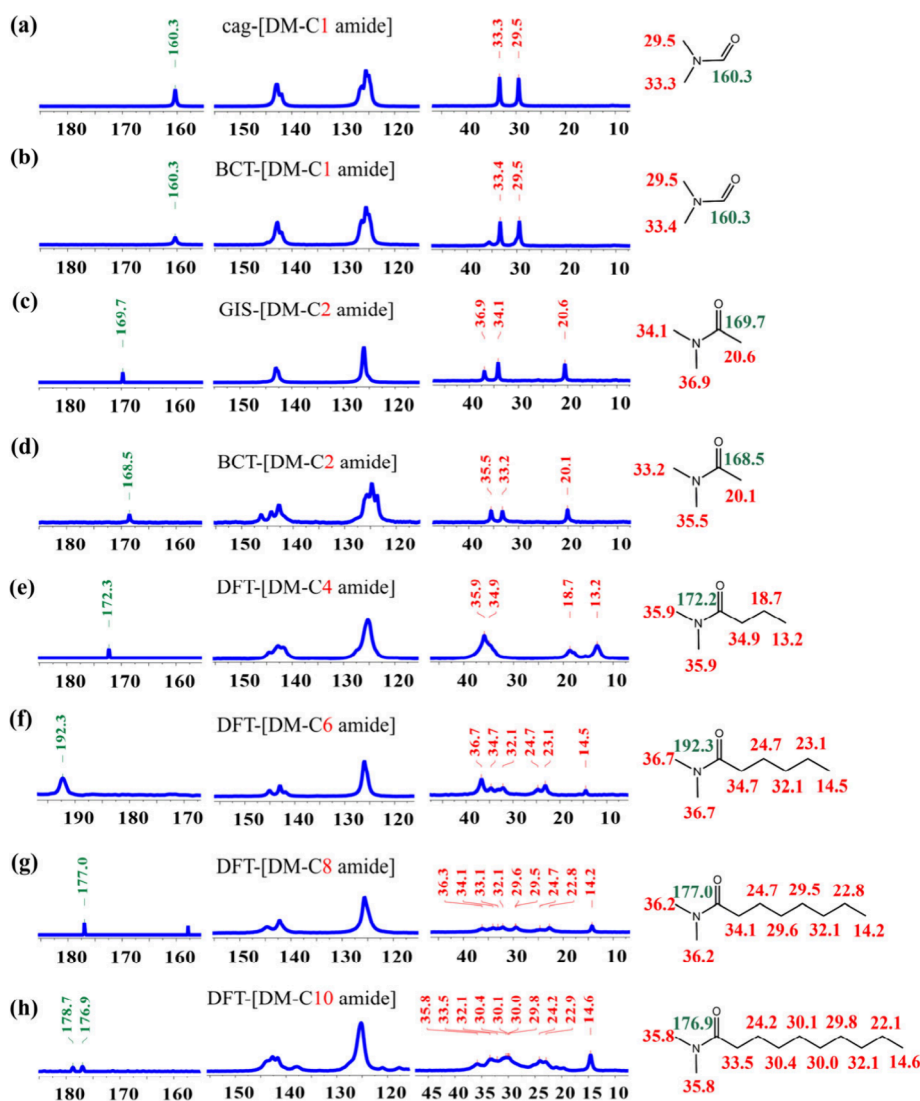 (a)
cag-[DM-C1 amide]
160.3
33.3
29.5
180 170 160 150 140 130 120 40 30 20 10
29.5
N
O
33.3
160.3
(b)
BCT-[DM-C1 amide]
160.3
33.4
29.5
180 170 160 150 140 130 120 40 30 20 10
29.5
N
O
33.4
160.3
(c)
GIS-[DM-C2 amide]
169.7
36.9
34.1
20.6
180 170 160 150 140 130 120 40 30 20 10
O
34.1
N
169.7
20.6
36.9
(d)
BCT-[DM-C2 amide]
168.5
35.5
33.2
20.1
180 170 160 150 140 130 120 40 30 20 10
O
33.2
N
168.5
20.1
35.5
(e)
DFT-[DM-C4 amide]
172.3
35.9
34.9
18.7
13.2
180 170 160 150 140 130 120 40 30 20 10
O
35.9
172.2
18.7
N
34.9
13.2
35.9
(f)
DFT-[DM-C6 amide]
192.3
36.7
34.7
32.1
24.7
23.1
14.5
190 180 170 150 140 130 120 40 30 20 10
O
36.7
192.3
24.7
23.1
N
34.7
32.1
14.5
36.7
(g)
DFT-[DM-C8 amide]
177.0
36.3
34.1
33.1
32.1
29.6
29.5
24.7
22.8
14.2
180 170 160 150 140 130 120 40 30 20 10
O
36.2
177.0
24.7
29.5
22.8
N
34.1
29.6
32.1
14.2
36.2
(h)
DFT-[DM-C10 amide]
178.7
176.9
35.8
33.5
32.1
30.4
30.1
30.0
29.8
24.2
22.9
14.6
180 170 160 150 140 130 120 45 40 35 30 25 20 15 10
O
35.8
176.9
24.2
30.1
29.8
22.1
N
33.5
30.4
30.0
32.1
14.6
35.8